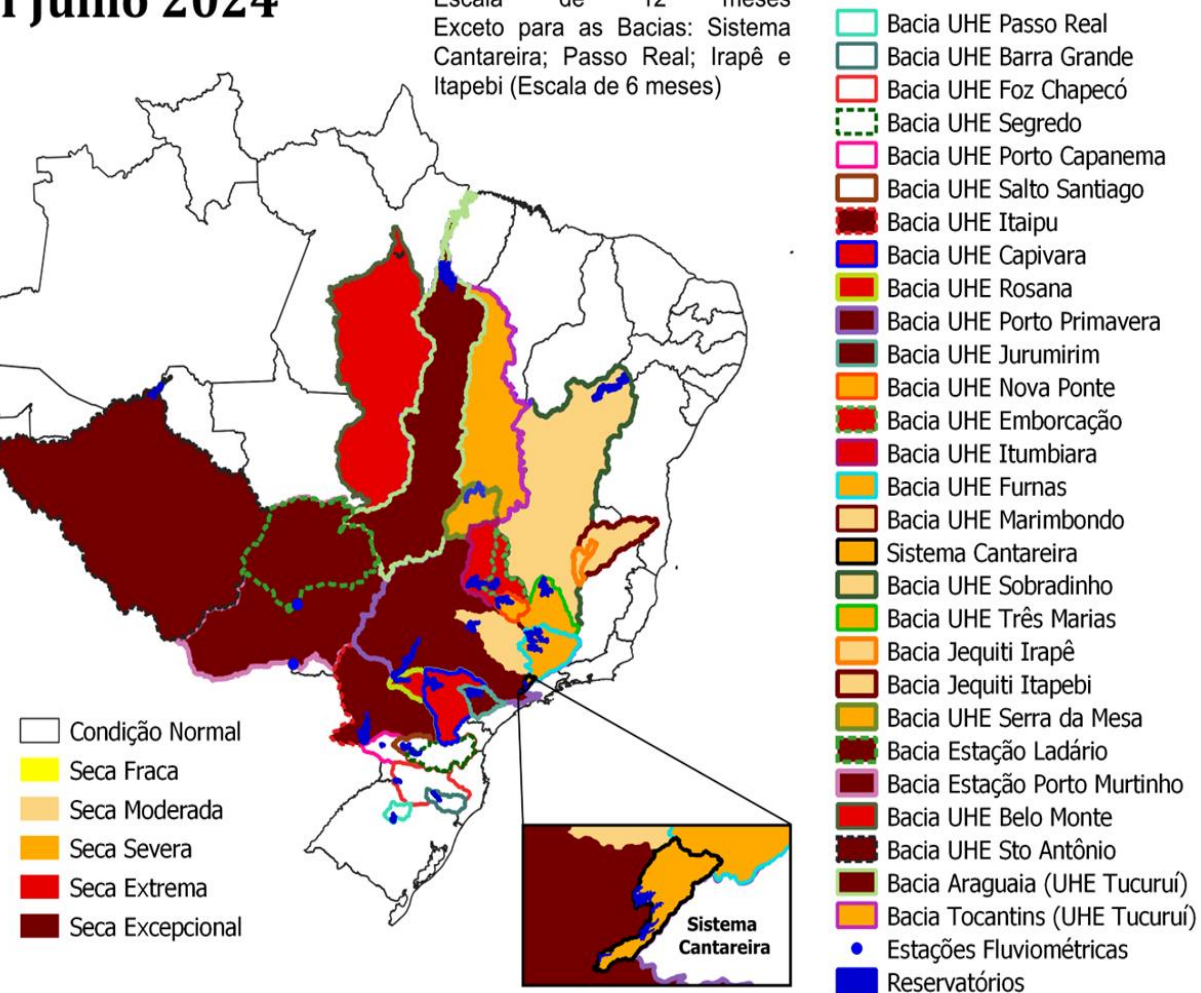 julho 2024
Escala de 12 meses
Exceto para as Bacias: Sistema
Cantareira; Passo Real; Irapê e
Itapebi (Escala de 6 meses)
Bacia UHE Passo Real
Bacia UHE Barra Grande
Bacia UHE Foz Chapecó
Bacia UHE Segredo
Bacia UHE Porto Capanema
Bacia UHE Salto Santiago
Bacia UHE Itaipu
Bacia UHE Capivara
Bacia UHE Rosana
Bacia UHE Porto Primavera
Bacia UHE Jurumirim
Bacia UHE Nova Ponte
Bacia UHE Emborcação
Bacia UHE Itumbiara
Bacia UHE Furnas
Bacia UHE Marimbondo
Sistema Cantareira
Bacia UHE Sobradinho
Bacia UHE Três Marias
Bacia Jequiti Irapê
Bacia Jequiti Itapebi
Bacia UHE Serra da Mesa
Bacia Estação Ladário
Bacia Estação Porto Murtinho
Bacia UHE Belo Monte
Bacia UHE Sto Antônio
Bacia Araguaia (UHE Tucuruí)
Bacia Tocantins (UHE Tucuruí)
Estações Fluviométricas
Reservatórios
Condição Normal
Seca Fraca
Seca Moderada
Seca Severa
Seca Extrema
Seca Excepcional
Sistema
Cantareira